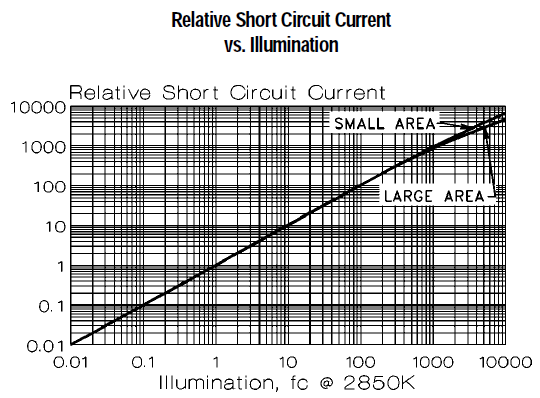 Relative Short Circuit Current
vs. Illumination
Relative Short Circuit Current
10000
1000
100
10
1
0.1
0.01
SMALL AREA
LARGE AREA
0.01 0.1 1 10 100 1000 10000
Illumination, fc @ 2850K